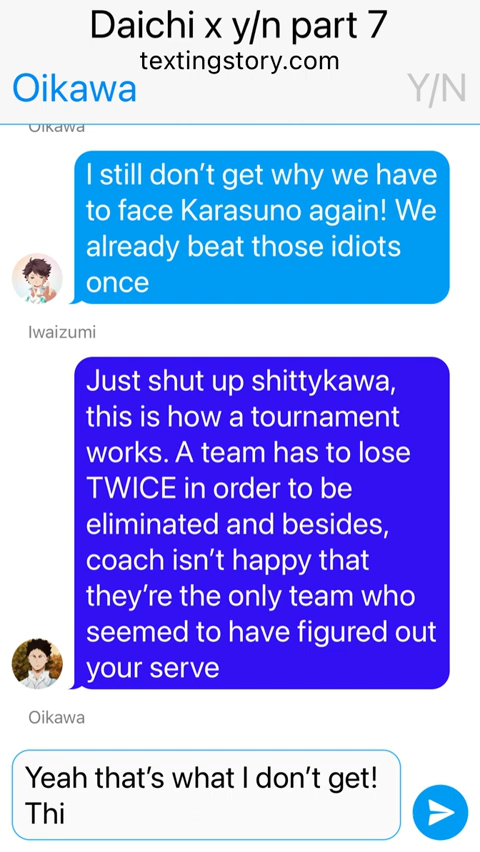 Daichi x y/n part 7
textingstory.com
Oikawa
Y/N
Oikawa
I still don’t get why we have
to face Karasuno again! We
already beat those idiots
once
Iwaizumi
Just shut up shittykawa,
this is how a tournament
works. A team has to lose
TWICE in order to be
eliminated and besides,
coach isn’t happy that
they’re the only team who
seemed to have figured out
your serve
Oikawa
Yeah that’s what I don’t get!
Thi